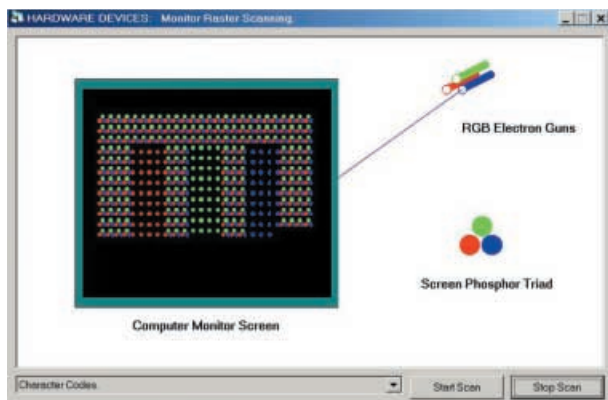 HARDWARE DEVICES: Monitor Raster Scanning
RGB Electron Guns
Screen Phosphor Triad
Computer Monitor Screen
Character Codes
Start Scan
Stop Scan